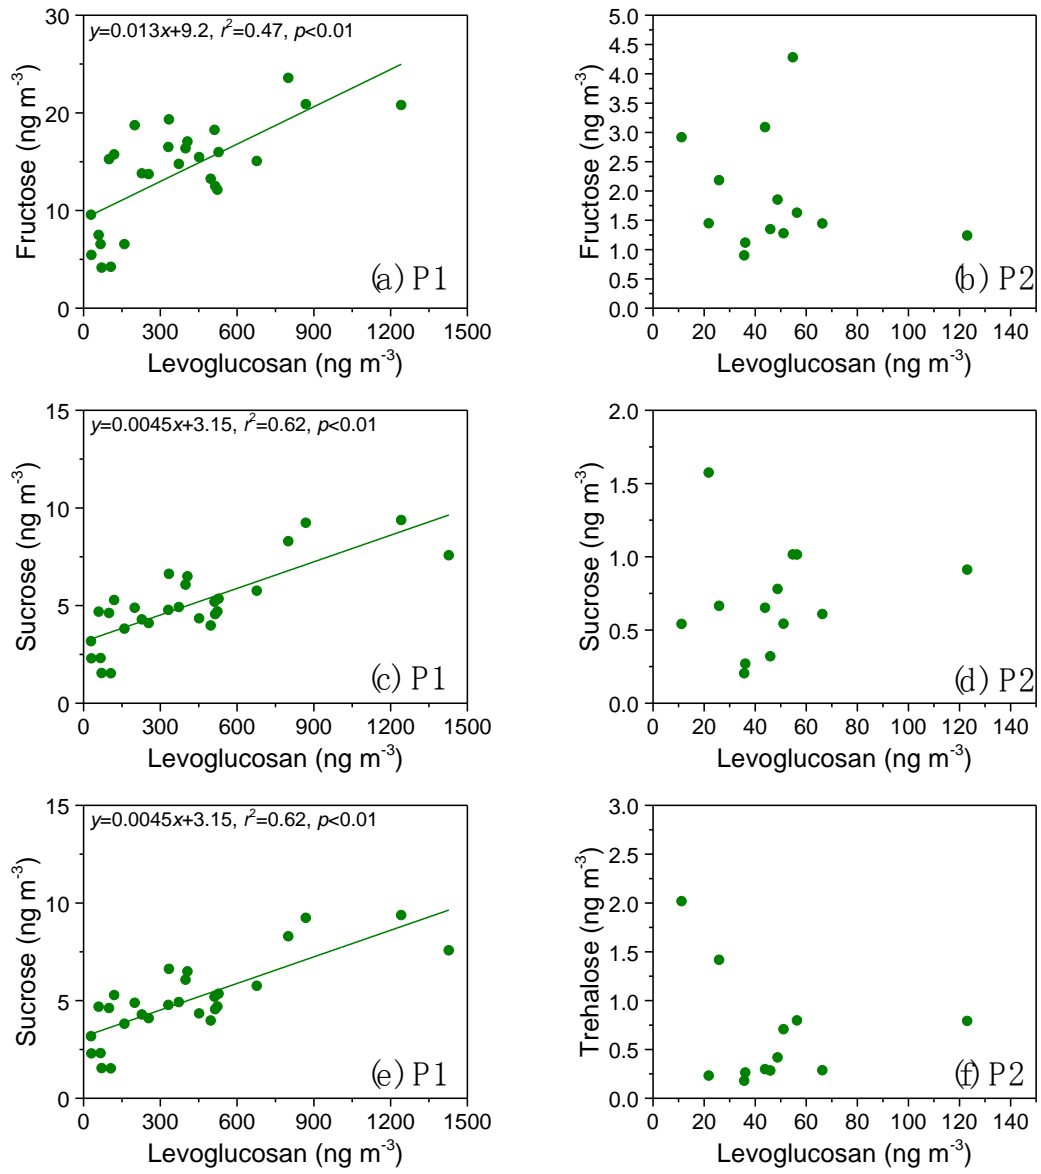 y=0.013x+9.2, r²=0.47, p<0.01
30
20
10
0
Fructose (ng m⁻³)
(a) P1
0 300 600 900 1200 1500
Levoglucosan (ng m⁻³)
5.0
4.5
4.0
3.5
3.0
2.5
2.0
1.5
1.0
0.5
0.0
Fructose (ng m⁻³)
(b) P2
0 20 40 60 80 100 120 140
Levoglucosan (ng m⁻³)
y=0.0045x+3.15, r²=0.62, p<0.01
15
10
5
0
Sucrose (ng m⁻³)
(c) P1
0 300 600 900 1200 1500
Levoglucosan (ng m⁻³)
2.0
1.5
1.0
0.5
0.0
Sucrose (ng m⁻³)
(d) P2
0 20 40 60 80 100 120 140
Levoglucosan (ng m⁻³)
y=0.0045x+3.15, r²=0.62, p<0.01
15
10
5
0
Sucrose (ng m⁻³)
(e) P1
0 300 600 900 1200 1500
Levoglucosan (ng m⁻³)
3.0
2.5
2.0
1.5
1.0
0.5
0.0
Trehalose (ng m⁻³)
(f) P2
0 20 40 60 80 100 120 140
Levoglucosan (ng m⁻³)